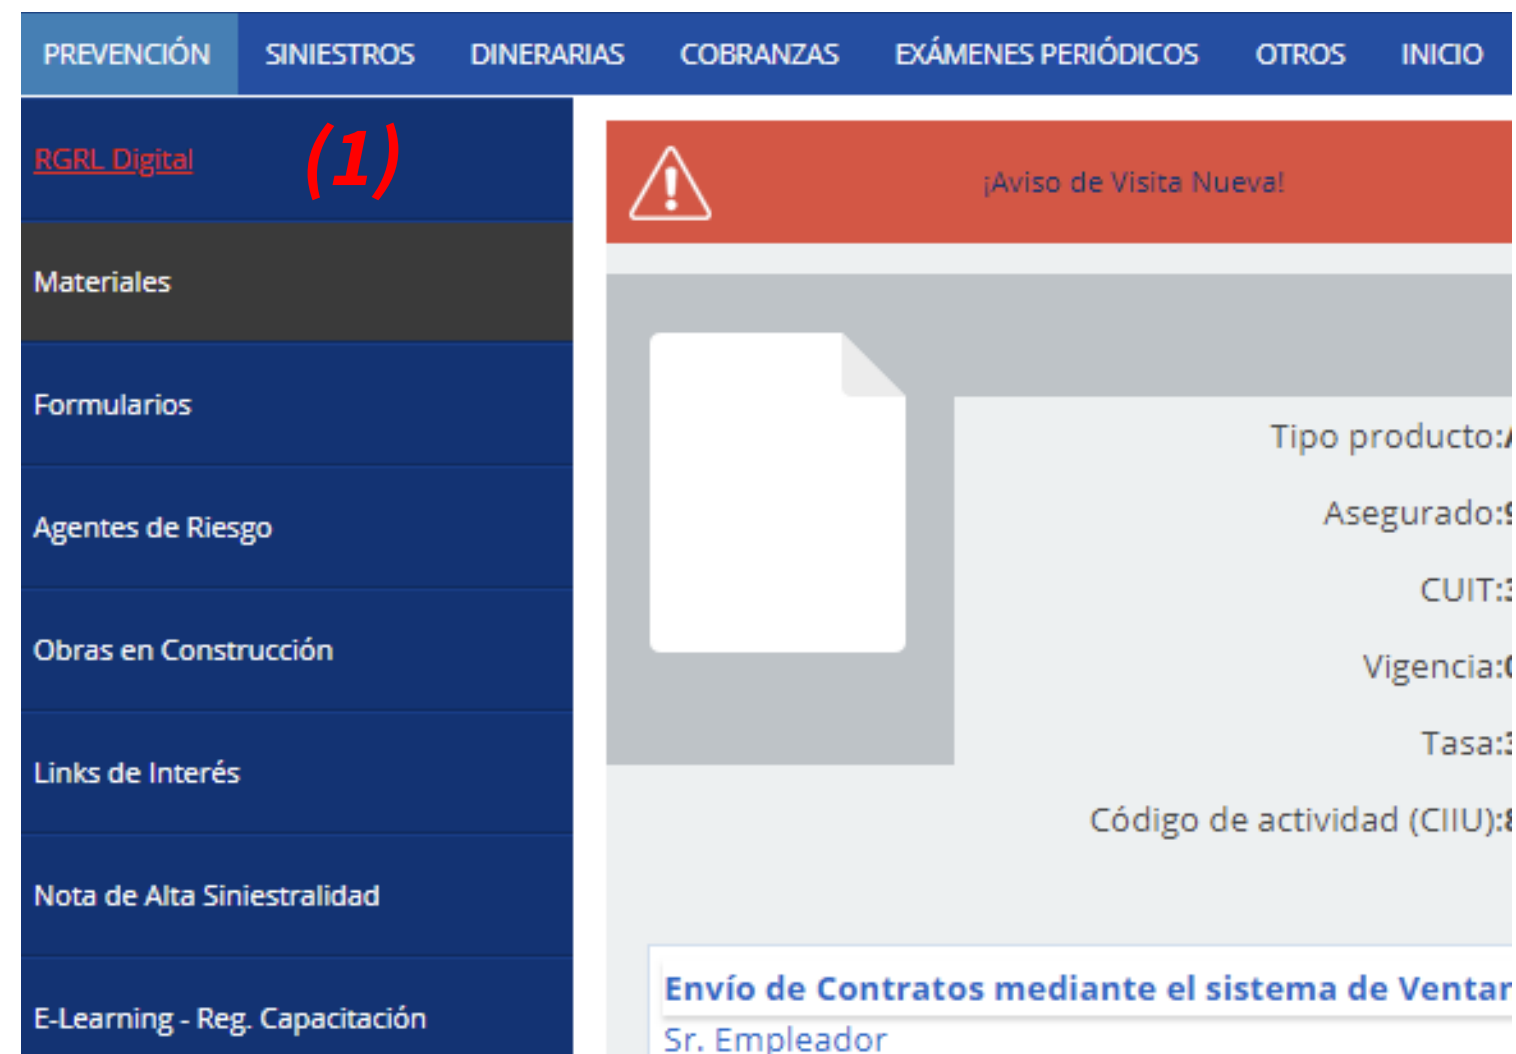 PREVENCIÓN SINIESTROS DINERARIAS COBRANZAS EXÁMENES PERIÓDICOS OTROS INICIO
RGRL Digital (1)
Materiales
Formularios
Agentes de Riesgo
Obras en Construcción
Links de Interés
Nota de Alta Siniestralidad
E-Learning - Reg. Capacitación
¡Aviso de Visita Nueva!
Tipo producto:
Asegurado:
CUIT:
Vigencia:
Tasa:
Código de actividad (CIIU):
Envío de Contratos mediante el sistema de
Sr. Empleador